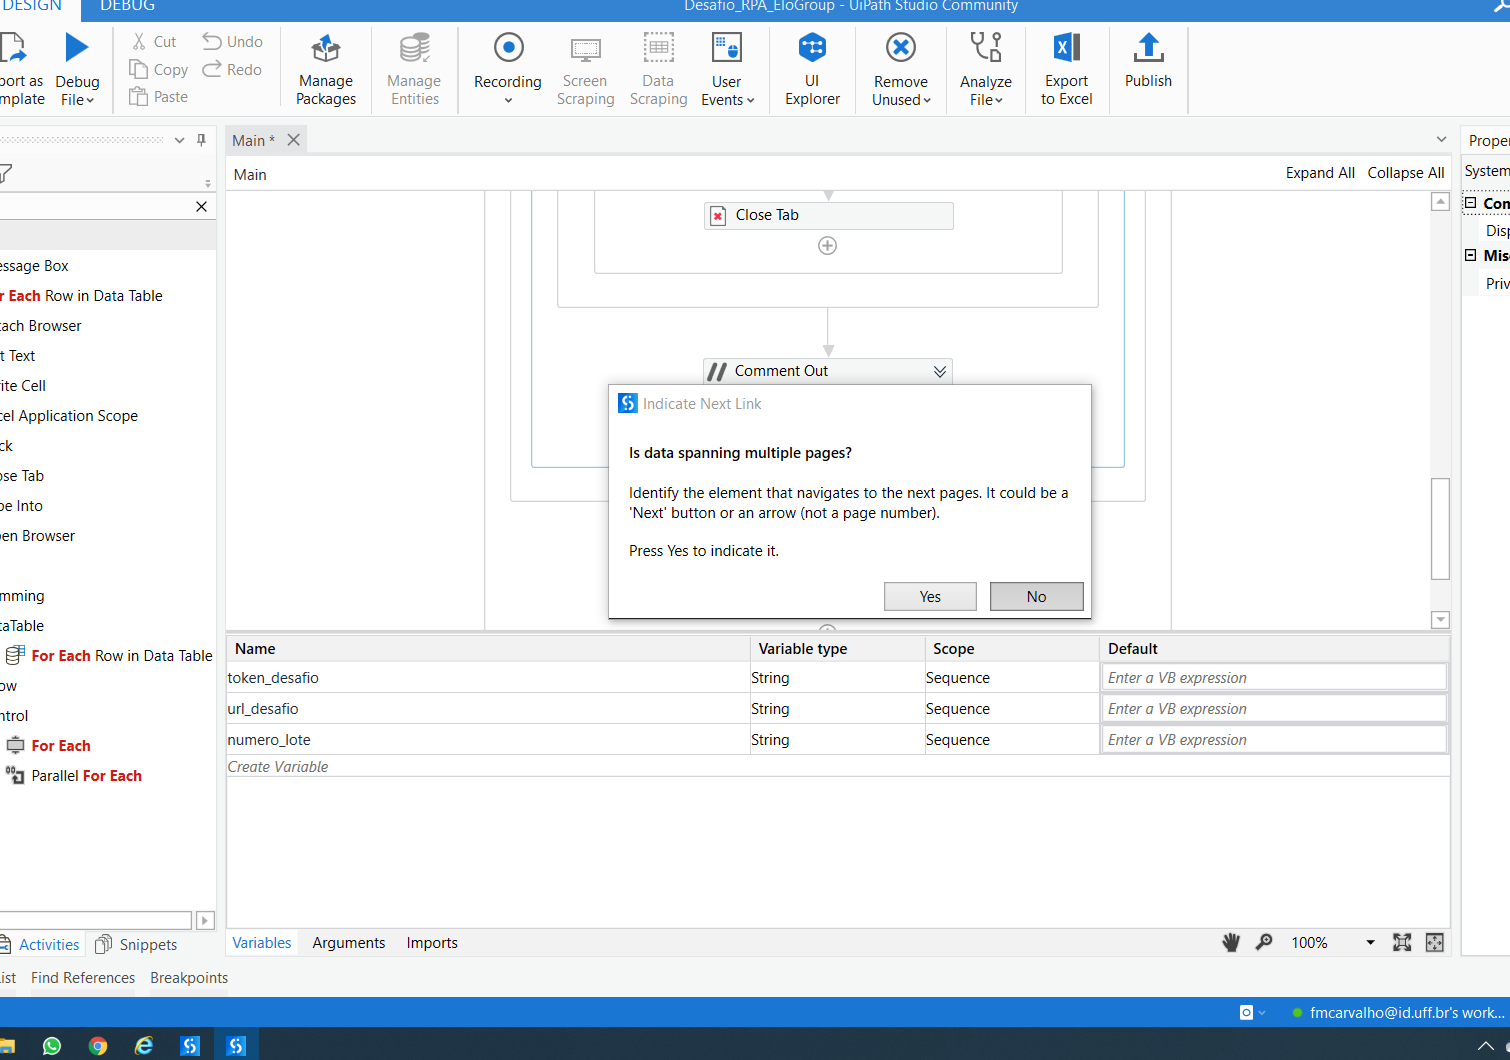 DESIGN
DEBUG
Desafio_RPA_EloGroup - UiPath Studio Community
port as
mplate
Debug
File
Cut
Copy
Paste
Undo
Redo
Manage
Packages
Manage
Entities
Recording
Screen
Scraping
Data
Scraping
User
Events
UI
Explorer
Remove
Unused
Analyze
File
Export
to Excel
Publish
Main *
Proper
Main
Expand All
Collapse All
System
Con
Disp
Mis
Priv
essage Box
r Each Row in Data Table
tach Browser
t Text
ite Cell
cel Application Scope
ck
ose Tab
pe Into
pen Browser
mming
taTable
For Each Row in Data Table
ow
ntrol
For Each
Parallel For Each
Close Tab
Comment Out
Indicate Next Link
Is data spanning multiple pages?
Identify the element that navigates to the next pages. It could be a
'Next' button or an arrow (not a page number).
Press Yes to indicate it.
Yes
No
Name
Variable type
Scope
Default
token_desafio
String
Sequence
Enter a VB expression
url_desafio
String
Sequence
Enter a VB expression
numero_lote
String
Sequence
Enter a VB expression
Create Variable
Activities
Snippets
Variables
Arguments
Imports
100%
ist
Find References
Breakpoints
fmcarvalho@id.uff.br's work...